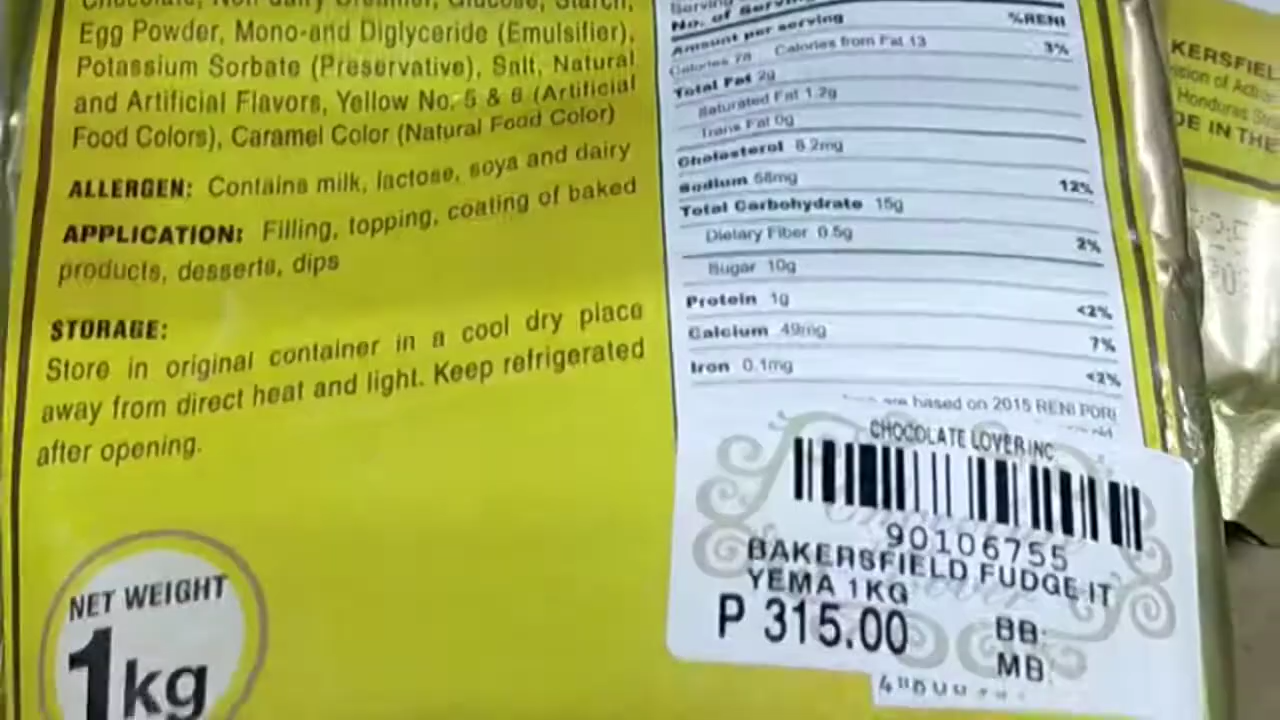 Chocolate, Non-dairy Creamer, Glucose, Starch,
Egg Powder, Mono-and Diglyceride (Emulsifier),
Potassium Sorbate (Preservative), Salt, Natural
and Artificial Flavors, Yellow No. 5 & 6 (Artificial
Food Colors), Caramel Color (Natural Food Color)
ALLERGEN: Contains milk, lactose, soya and dairy
APPLICATION: Filling, topping, coating of baked
products, desserts, dips
STORAGE:
Store in original container in a cool dry place
away from direct heat and light. Keep refrigerated
after opening.
NET WEIGHT
1kg
Serving
No. of
Amount per serving %RENI
Calories 78 Calories from Fat 13 3%
Total Fat 2g
Saturated Fat 1.2g
Trans Fat 0g
Cholesterol 6.2mg
Sodium 68mg 12%
Total Carbohydrate 15g
Dietary Fiber 0.5g 2%
Sugar 10g
Protein 1g <2%
Calcium 49mg 7%
Iron 0.1mg <2%
based on 2015 RENI PDRI
CHOCOLATE LOVER INC
90106755
BAKERSFIELD FUDGE IT
YEMA 1KG
P 315.00
BB:
MB:
KERSFIEL
Honduras
DE IN THE